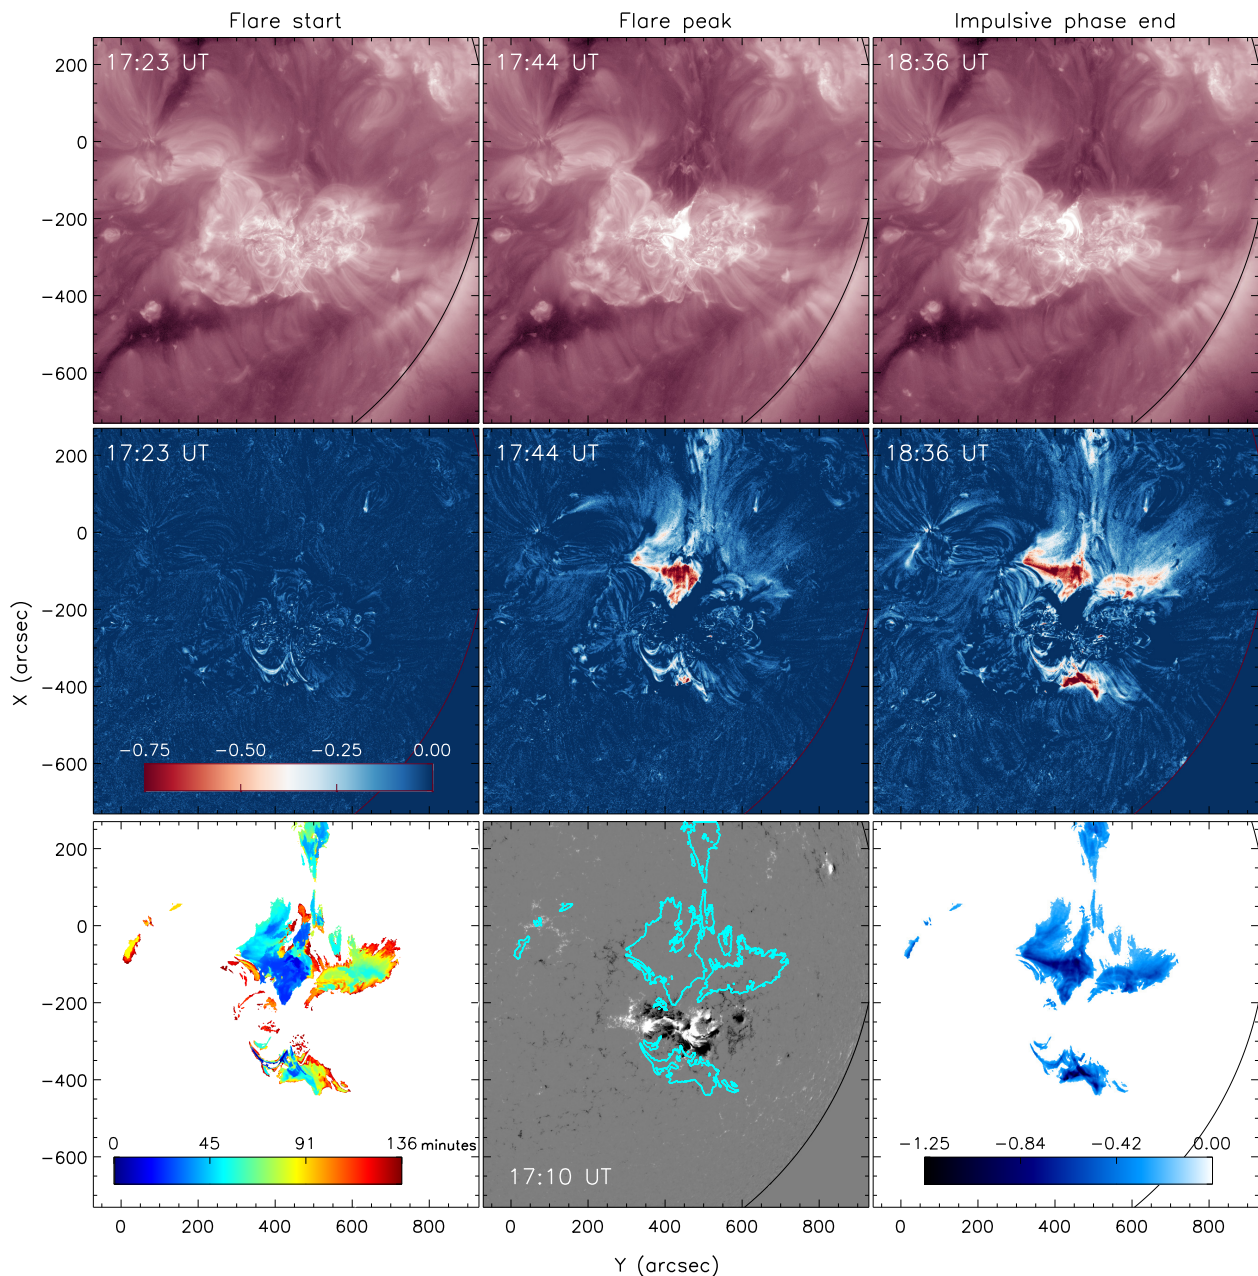 Flare start Flare peak Impulsive phase end
17:23 UT 17:44 UT 18:36 UT
200
0
−200
−400
−600
17:23 UT 17:44 UT 18:36 UT
200
0
−200
−400
−600
−0.75 −0.50 −0.25 0.00
X (arcsec)
200
0
−200
−400
−600
0 45 91 136 minutes
17:10 UT
−1.25 −0.84 −0.42 0.00
0 200 400 600 800 0 200 400 600 800 0 200 400 600 800
Y (arcsec)